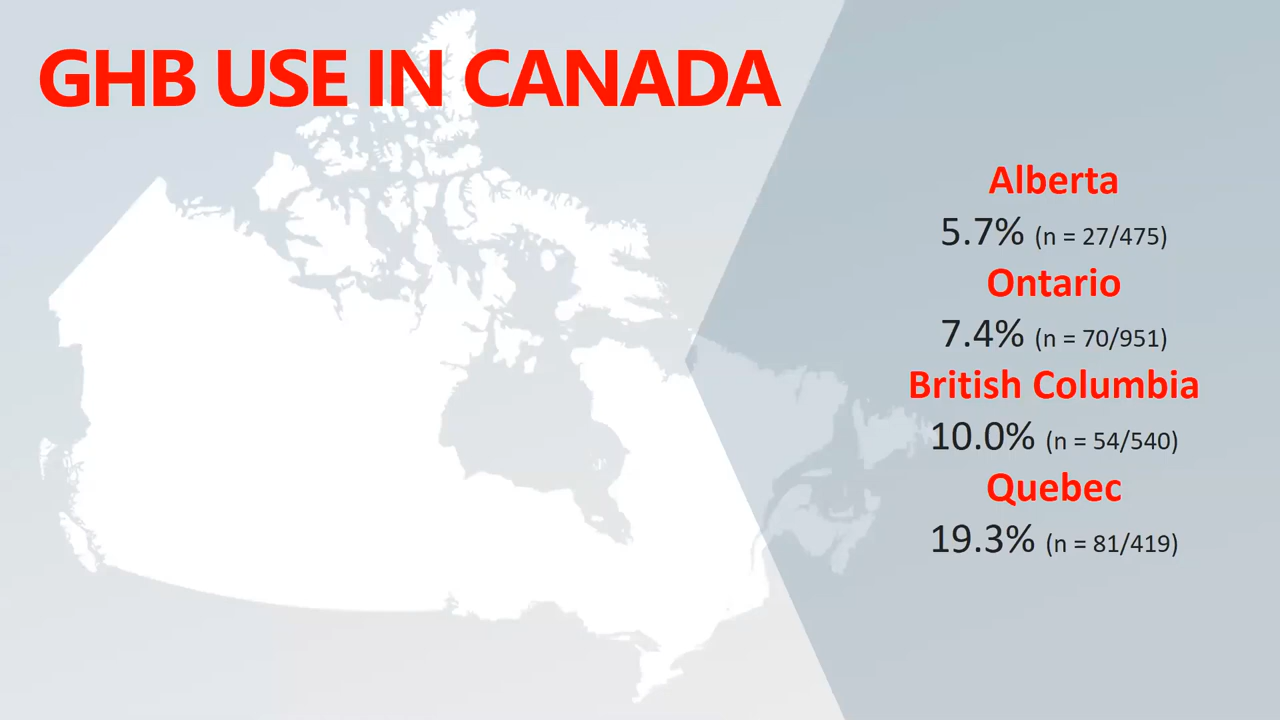 GHB USE IN CANADA
Alberta
5.7% (n = 27/475)
Ontario
7.4% (n = 70/951)
British Columbia
10.0% (n = 54/540)
Quebec
19.3% (n = 81/419)